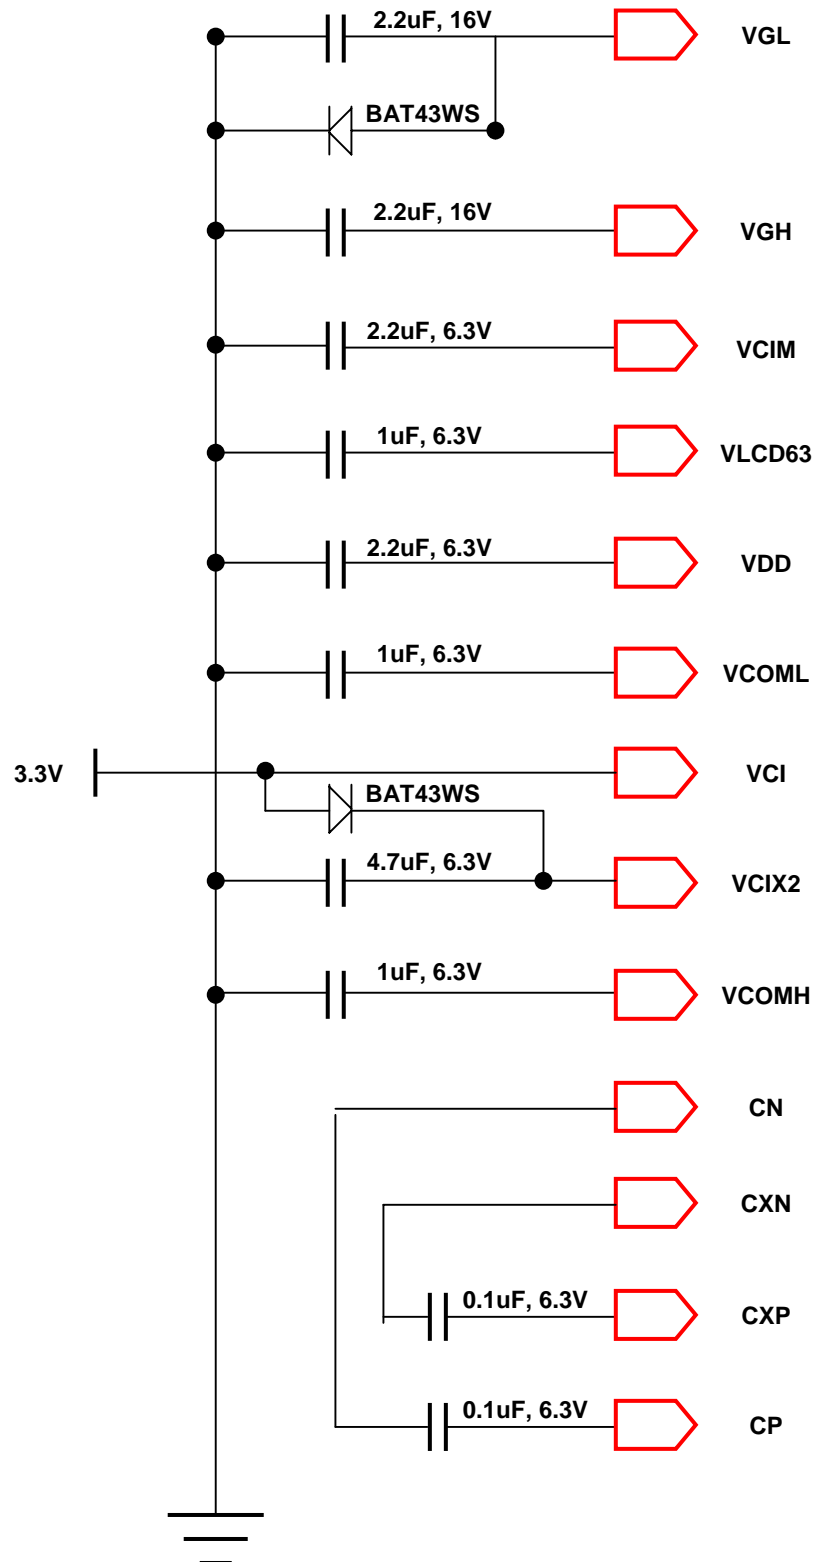 2.2uF, 16V
VGL
BAT43WS
2.2uF, 16V
VGH
2.2uF, 6.3V
VCIM
1uF, 6.3V
VLCD63
2.2uF, 6.3V
VDD
1uF, 6.3V
VCOML
3.3V
VCI
BAT43WS
4.7uF, 6.3V
VCIX2
1uF, 6.3V
VCOMH
CN
CXN
0.1uF, 6.3V
CXP
0.1uF, 6.3V
CP